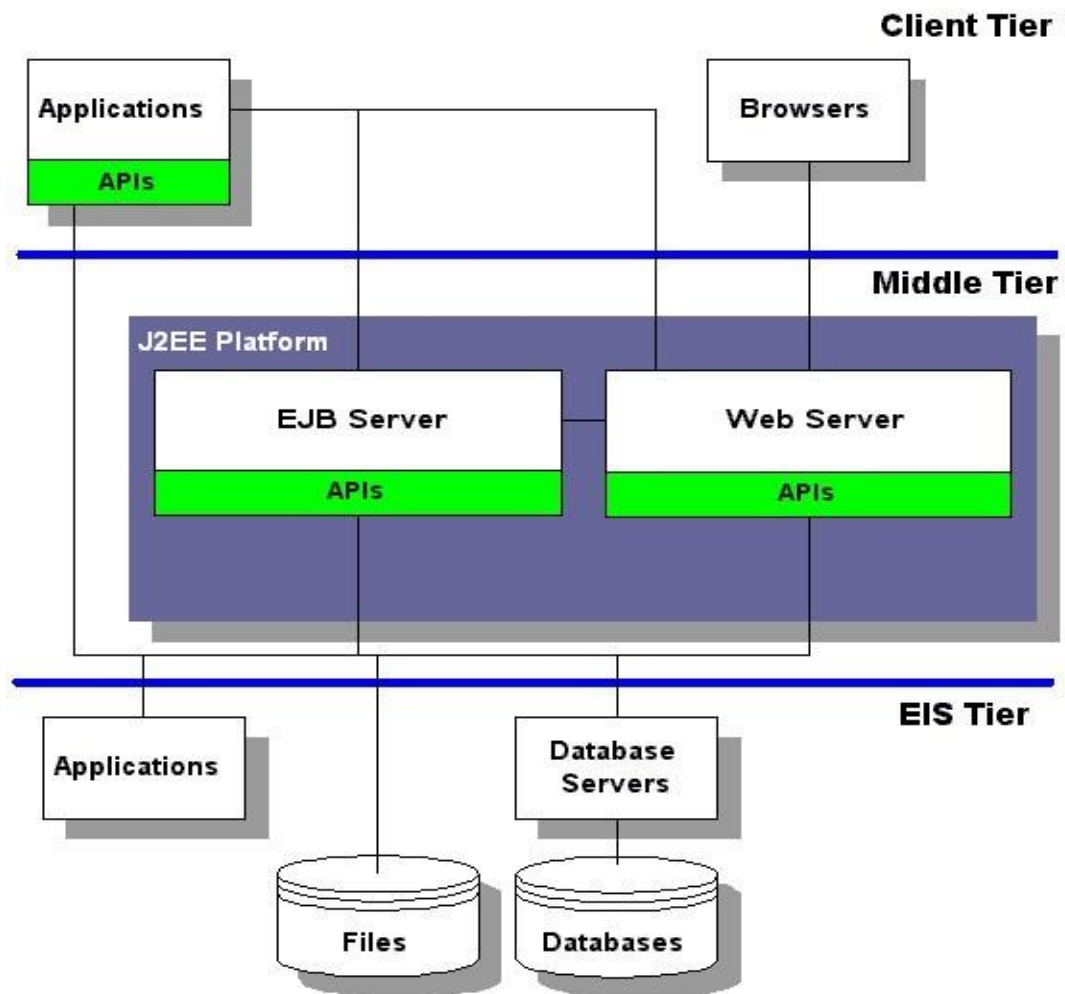 Client Tier
Applications
APIs
Browsers
Middle Tier
J2EE Platform
EJB Server
APIs
Web Server
APIs
EIS Tier
Applications
Database
Servers
Files
Databases